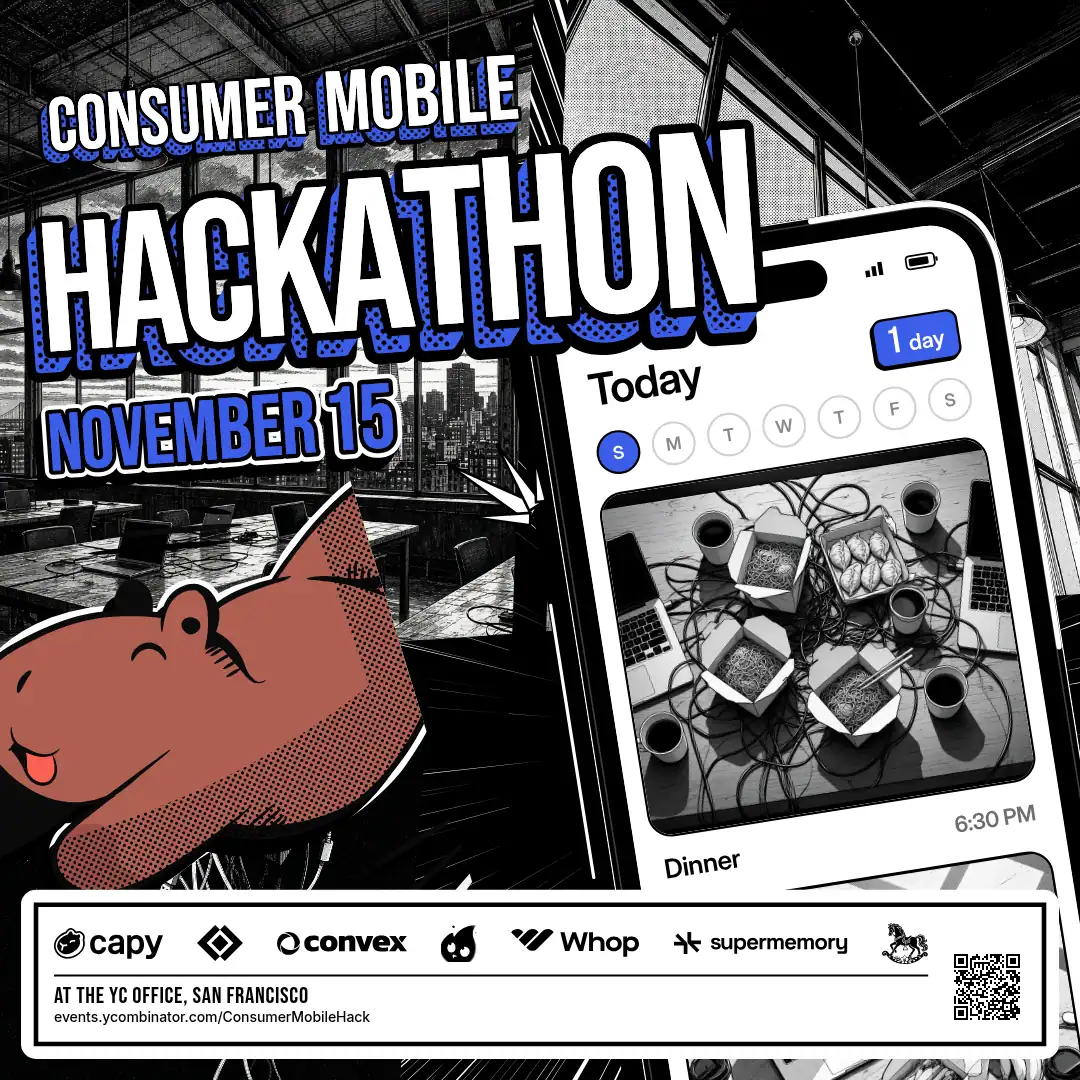 CONSUMER MOBILE
HACKATHON
NOVEMBER 15
1 day
Today
S M T W T F S
6:30 PM
Dinner
capy
convex
Whop
supermemory
AT THE YC OFFICE, SAN FRANCISCO
events.ycombinator.com/ConsumerMobileHack